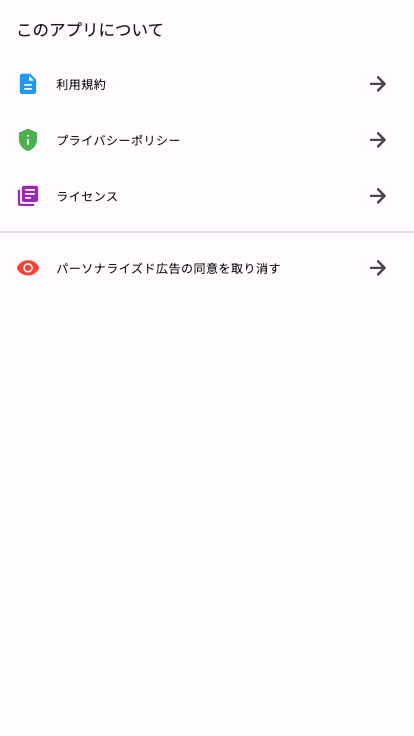 このアプリについて
利用規約
プライバシーポリシー
ライセンス
パーソナライズド広告の同意を取り消す